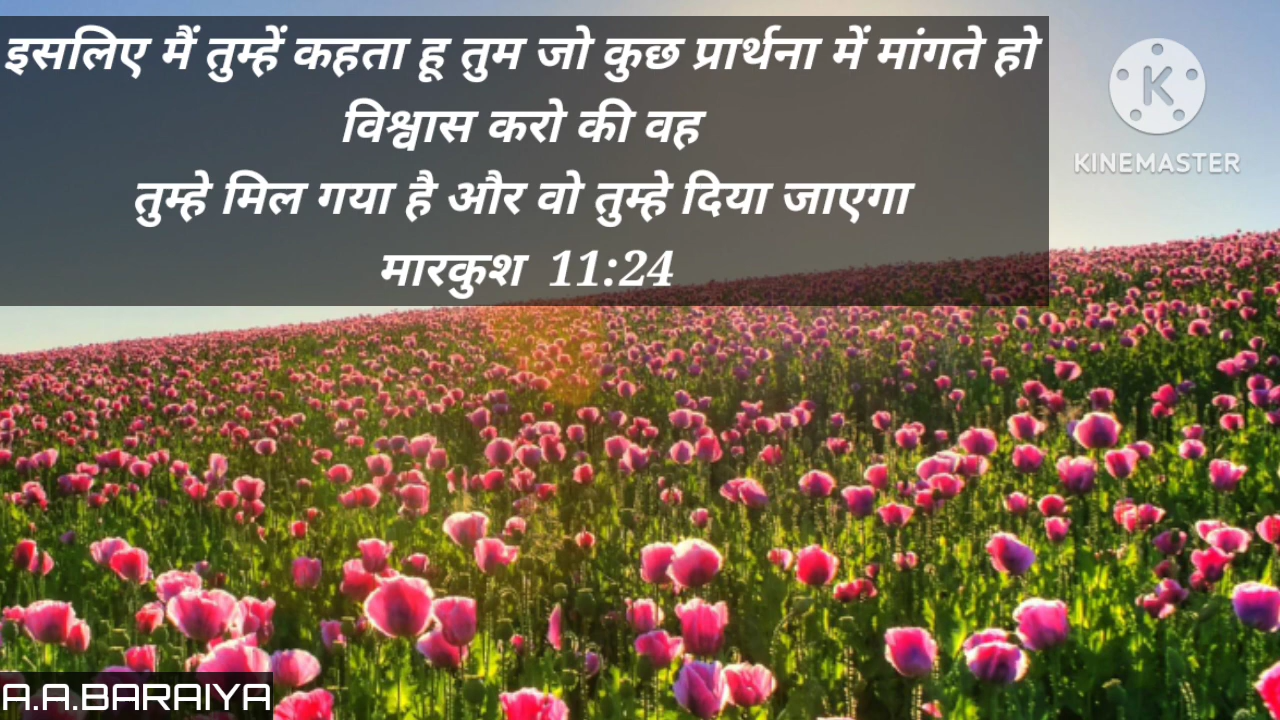 इसलिए मैं तुम्हें कहता हू तुम जो कुछ प्रार्थना में मांगते हो
विश्वास करो की वह
तुम्हे मिल गया है और वो तुम्हे दिया जाएगा
मारकुश 11:24
K
KINEMASTER
A.A.BARAIYA